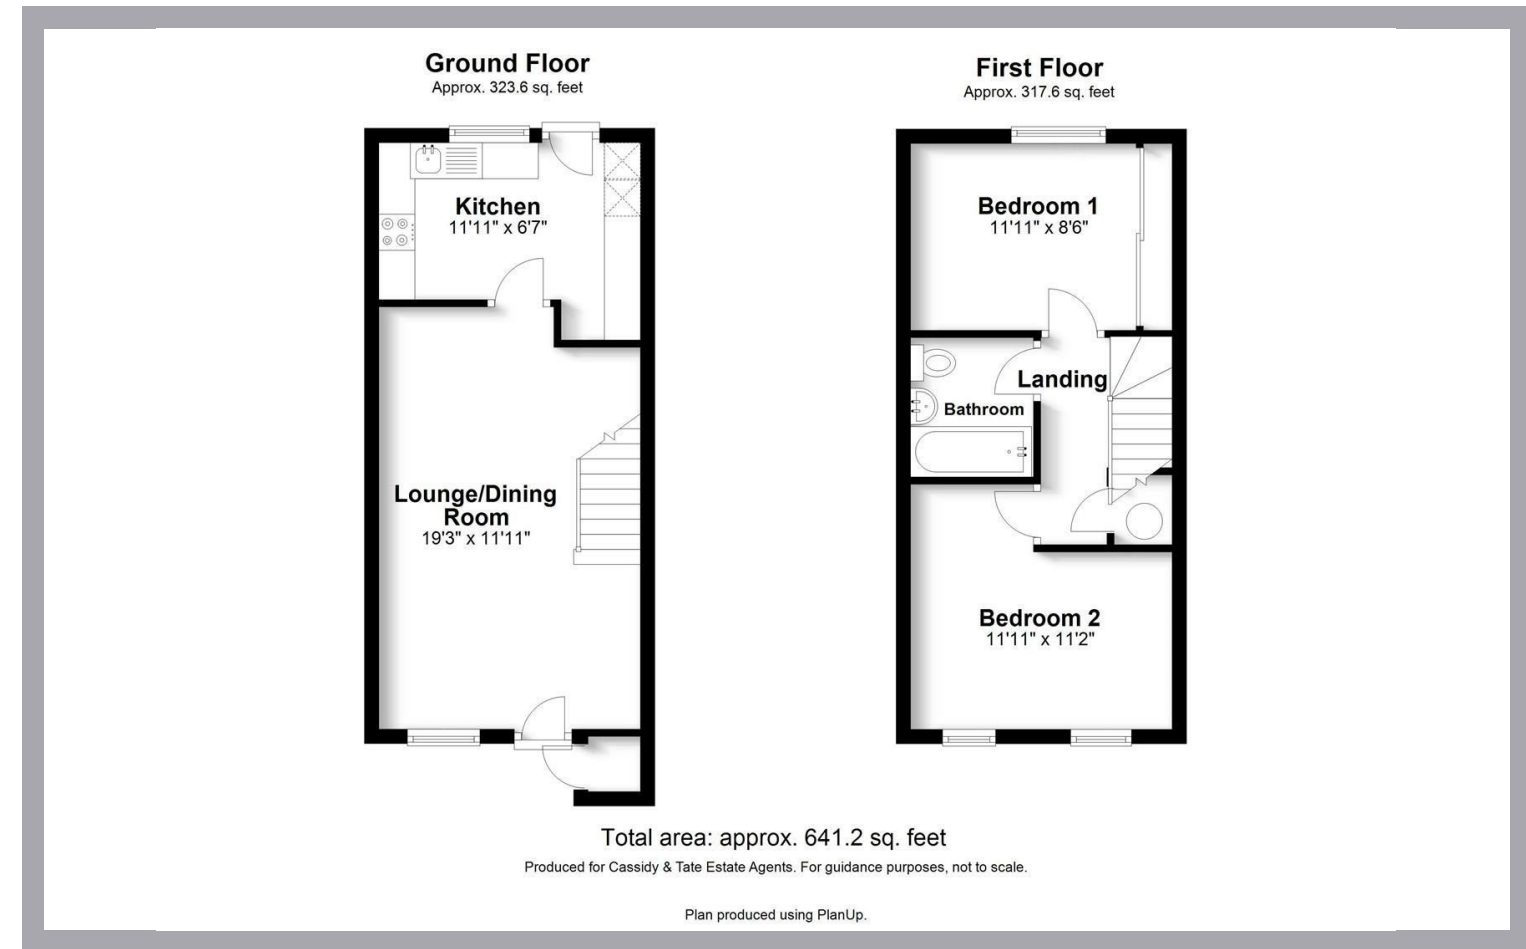 Ground Floor
Approx. 323.6 sq. feet
Kitchen
11'11" x 6'7"
Lounge/Dining
Room
19'3" x 11'11"
First Floor
Approx. 317.6 sq. feet
Bedroom 1
11'11" x 8'6"
Landing
Bathroom
Bedroom 2
11'11" x 11'2"
Total area: approx. 641.2 sq. feet
Produced for Cassidy & Tate Estate Agents. For guidance purposes, not to scale.
Plan produced using PlanUp.